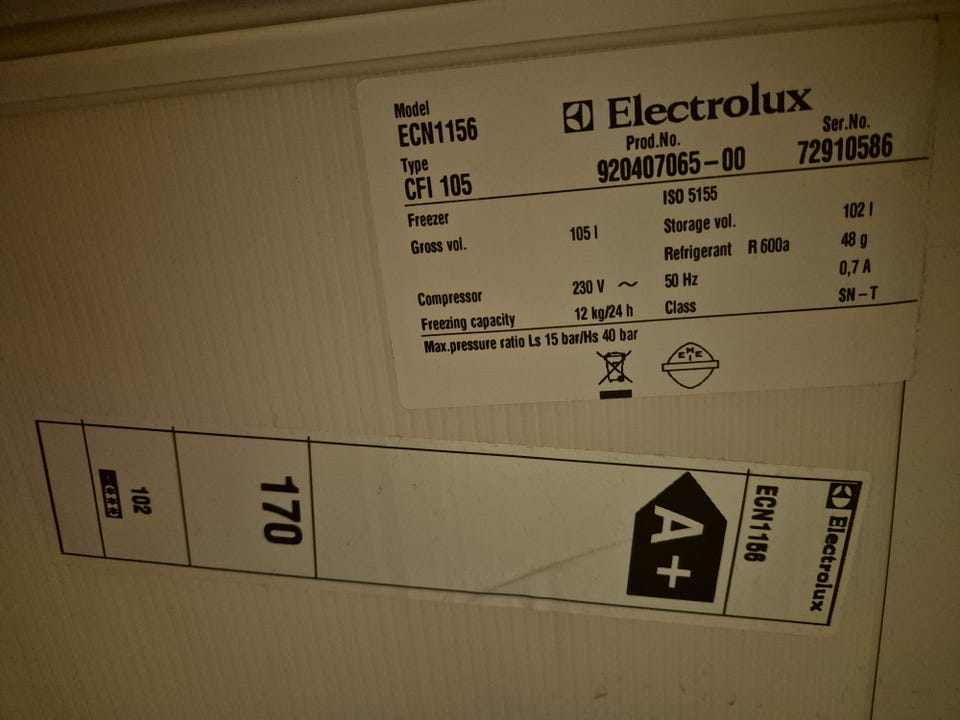 Model
ECN1156
Electrolux
Type
CFI 105
Prod.No.
920407065-00
Ser.No.
72910586
Freezer
ISO 5155
Gross vol. 105 l
Storage vol. 102 l
Refrigerant R 600a 48 g
Compressor 230 V ~ 50 Hz 0,7 A
Freezing capacity 12 kg/24 h
Class SN-T
Max.pressure ratio Ls 15 bar/Hs 40 bar
EMEI
Electrolux
ECN1156
A+
170
102